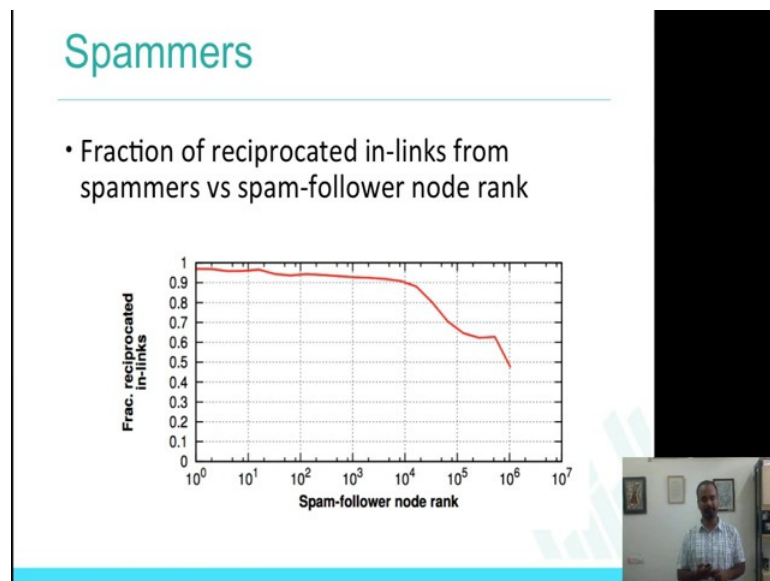 Spammers
• Fraction of reciprocated in-links from
spammers vs spam-follower node rank
Frac. reciprocated
in-links
1
0.9
0.8
0.7
0.6
0.5
0.4
0.3
0.2
0.1
0
10⁰ 10¹ 10² 10³ 10⁴ 10⁵ 10⁶ 10⁷
Spam-follower node rank